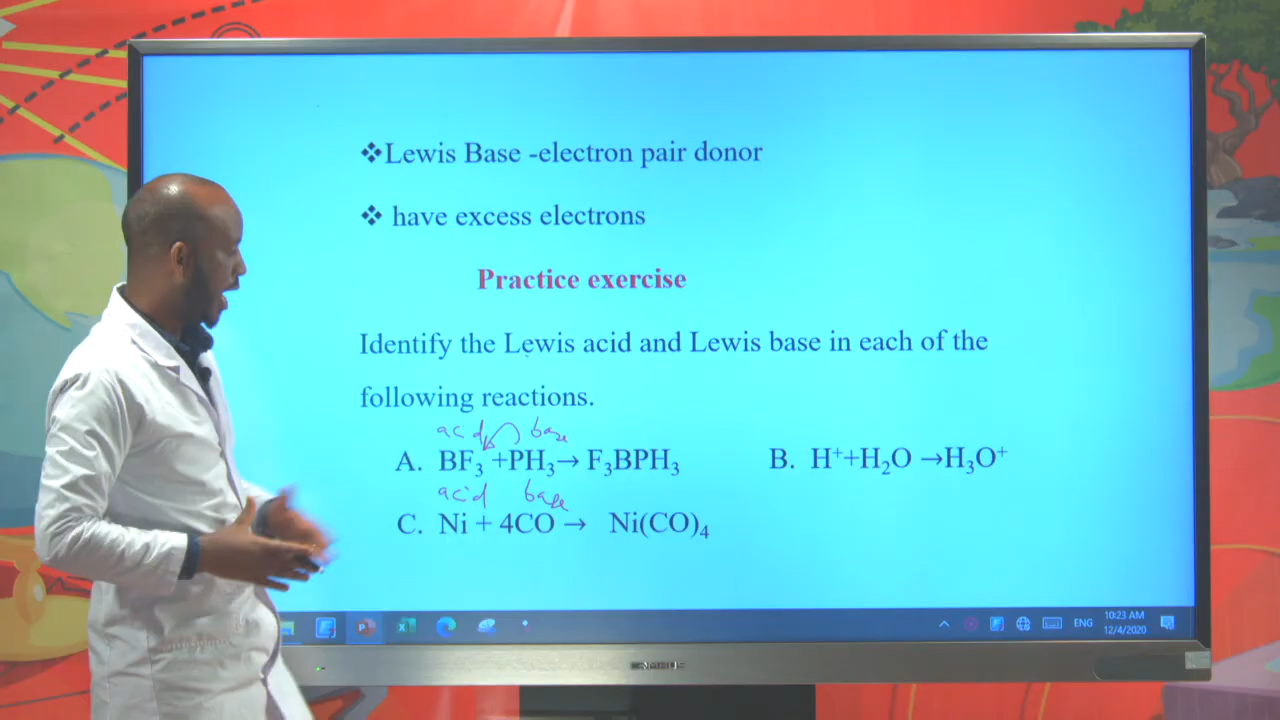 ❖Lewis Base -electron pair donor
❖ have excess electrons
Practice exercise
Identify the Lewis acid and Lewis base in each of the
following reactions.
acid base
A. BF₃ +PH₃→ F₃BPH₃ B. H⁺+H₂O →H₃O⁺
acid base
C. Ni + 4CO → Ni(CO)₄
ENG
10:23 AM
12/4/2020